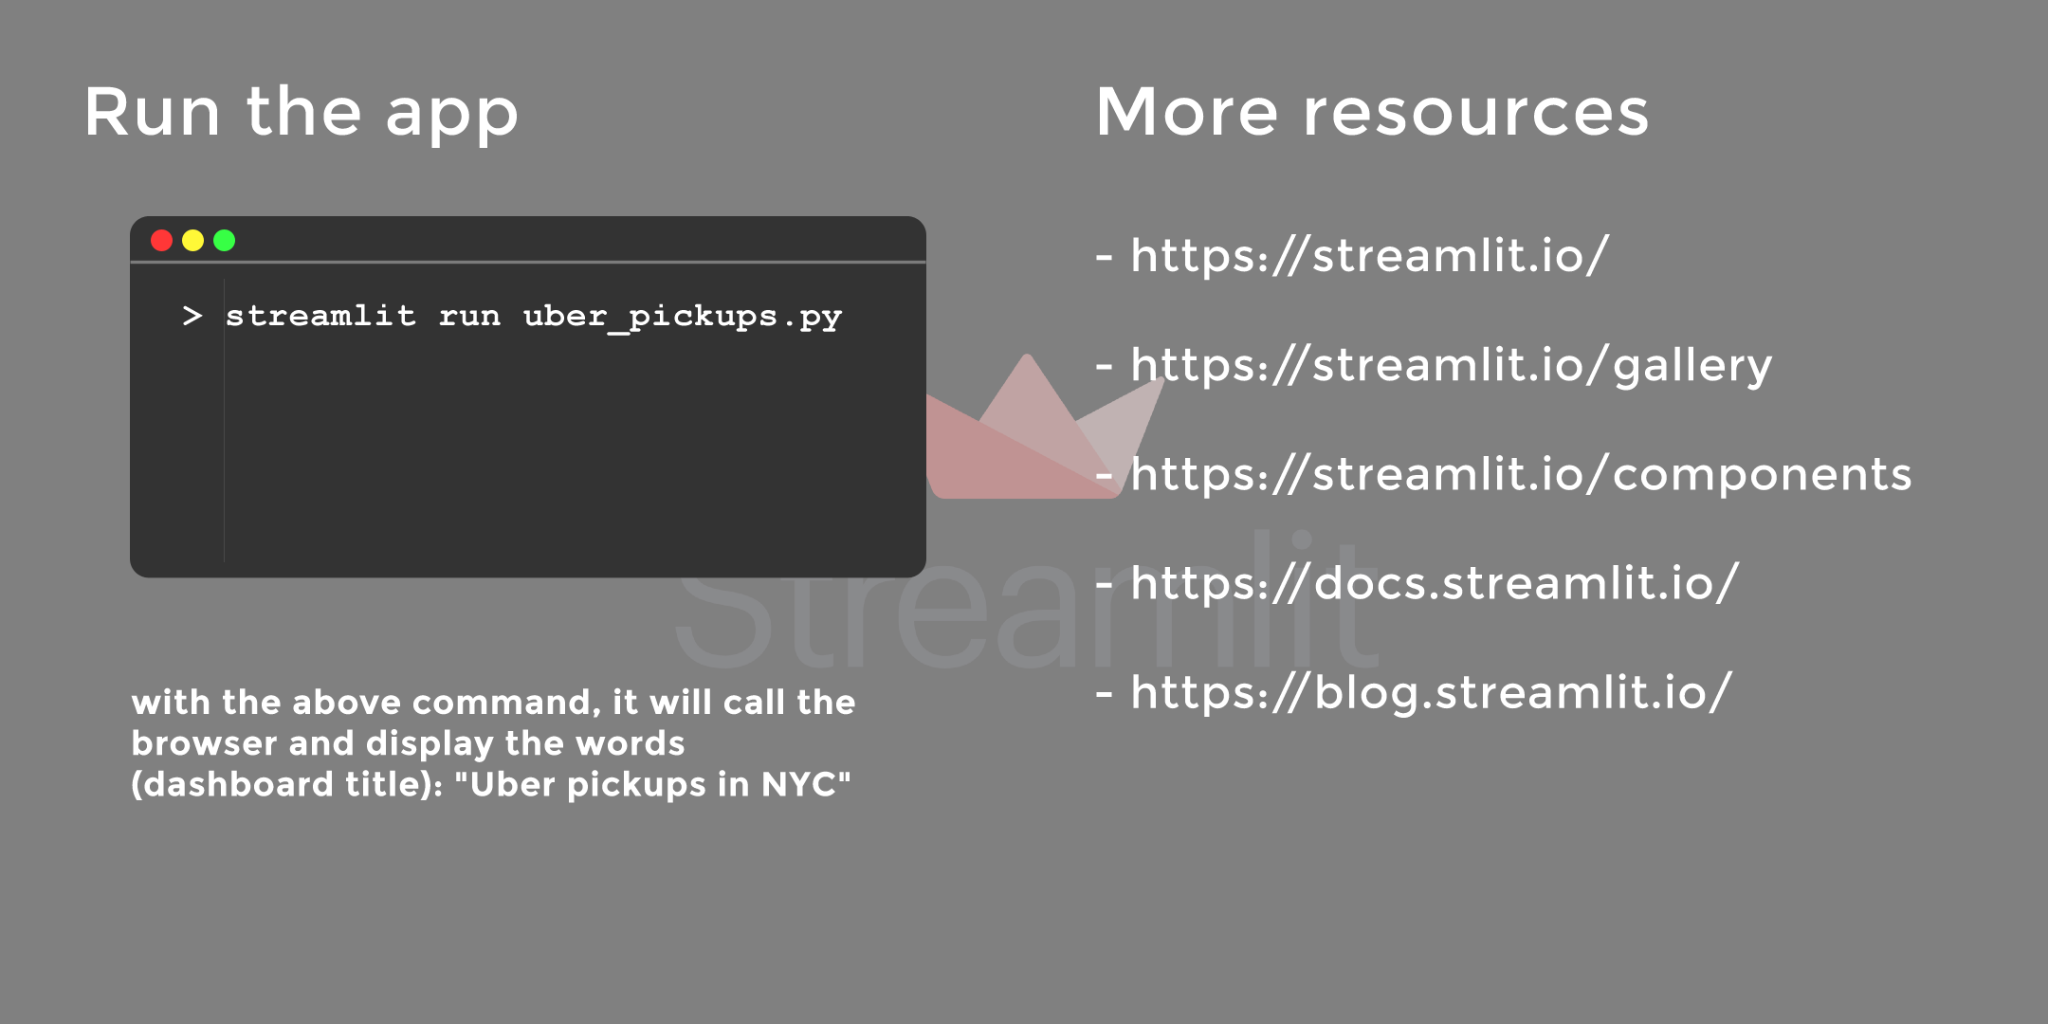 Run the app
> streamlit run uber_pickups.py
with the above command, it will call the
browser and display the words
(dashboard title): "Uber pickups in NYC"
More resources
- https://streamlit.io/
- https://streamlit.io/gallery
- https://streamlit.io/components
- https://docs.streamlit.io/
- https://blog.streamlit.io/
Streamlit